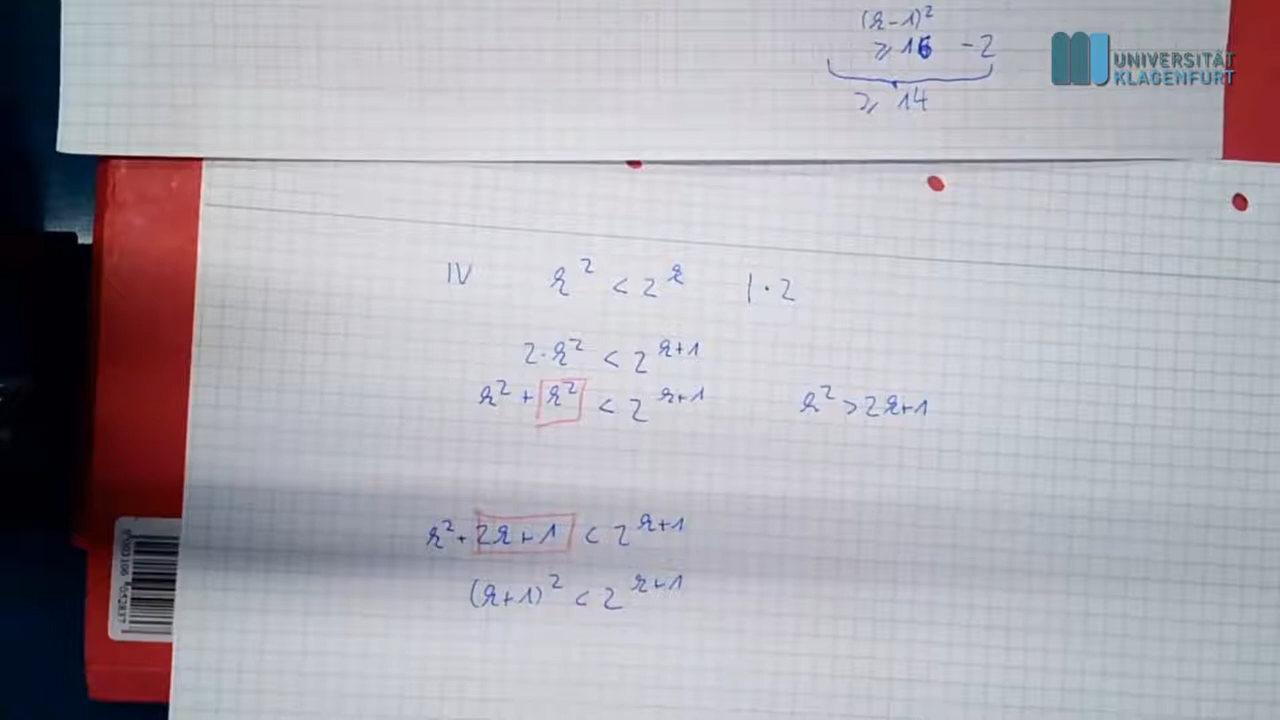 (k-1)²
≥ 16 -2
≥ 14
UNIVERSITÄT
KLAGENFURT
IV k² < 2^k | · 2
2·k² < 2^(k+1)
k² + k² < 2^(k+1) k² > 2k+1
k² + 2k+1 < 2^(k+1)
(k+1)² < 2^(k+1)